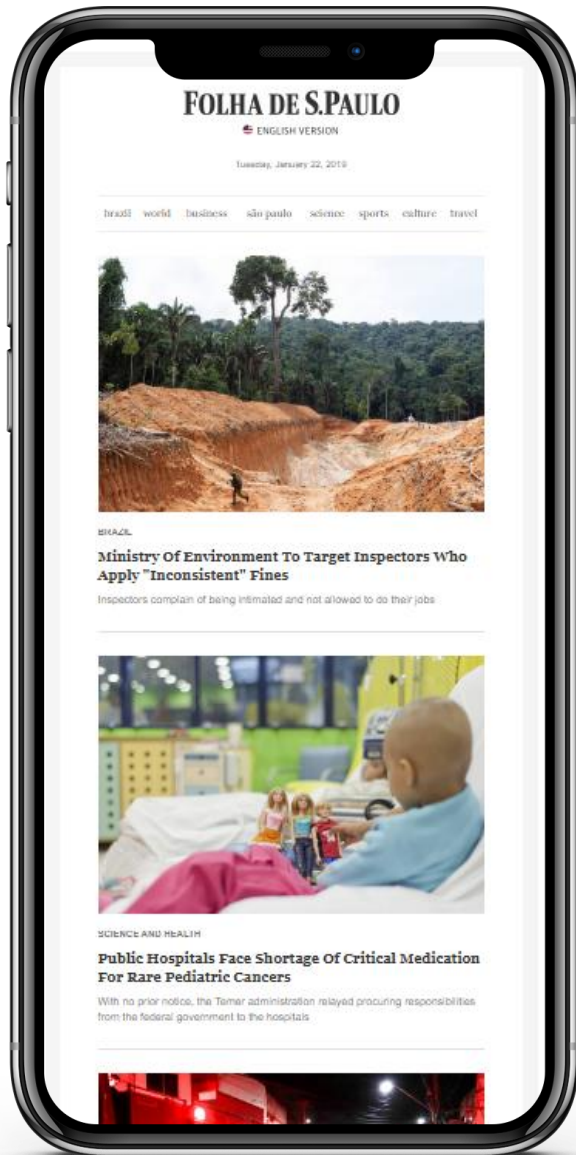 FOLHA DE S.PAULO
ENGLISH VERSION
Tuesday, January 22, 2019
brazil world business são paulo science sports culture travel
BRAZIL
Ministry Of Environment To Target Inspectors Who
Apply "Inconsistent" Fines
Inspectors complain of being intimated and not allowed to do their jobs
SCIENCE AND HEALTH
Public Hospitals Face Shortage Of Critical Medication
For Rare Pediatric Cancers
With no prior notice, the Temer administration relayed procuring responsibilities
from the federal government to the hospitals